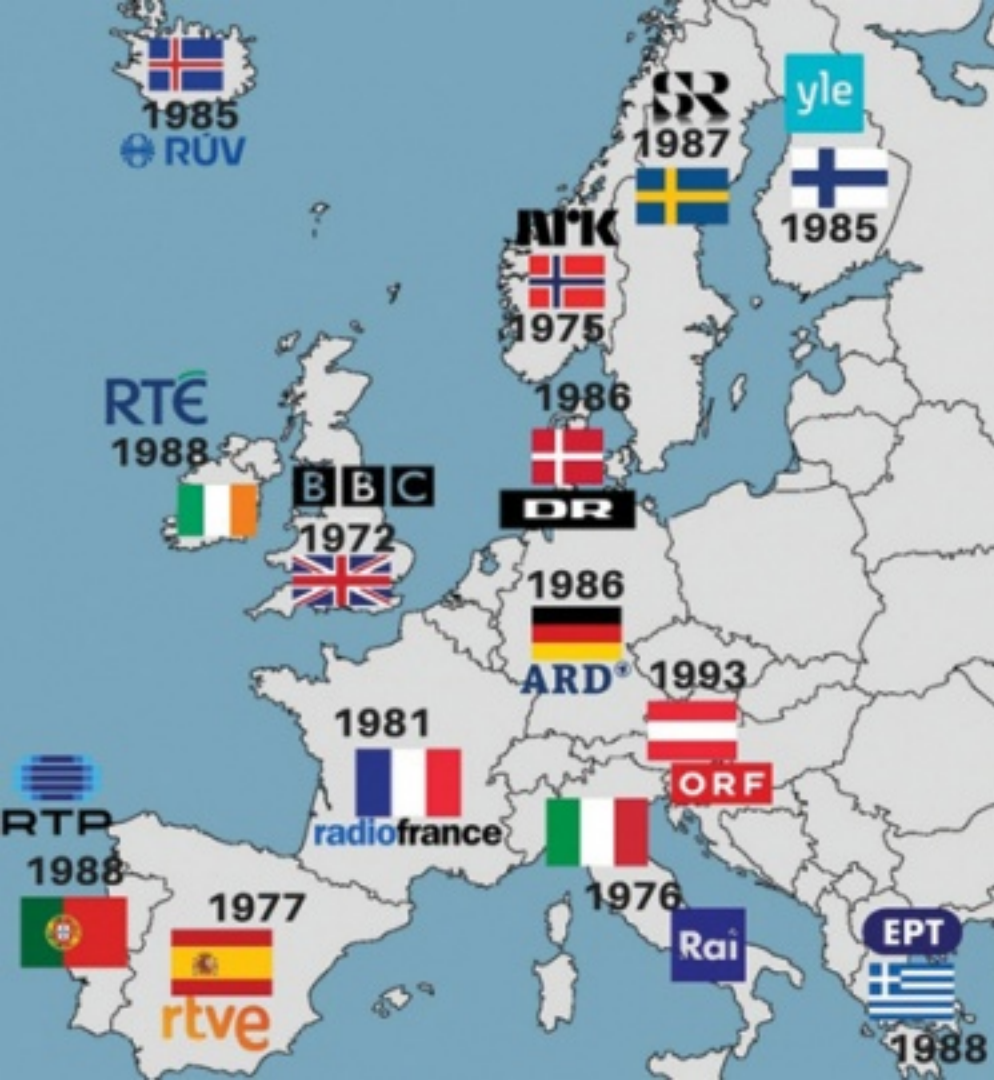 1985
RÚV
SR
1987
yle
1985
nrk
1975
1986
DR
RTÉ
1988
BBC
1972
1986
ARD
1993
ORF
1981
radiofrance
RTP
1988
1977
rtve
1976
Rai
ΕΡΤ
1988